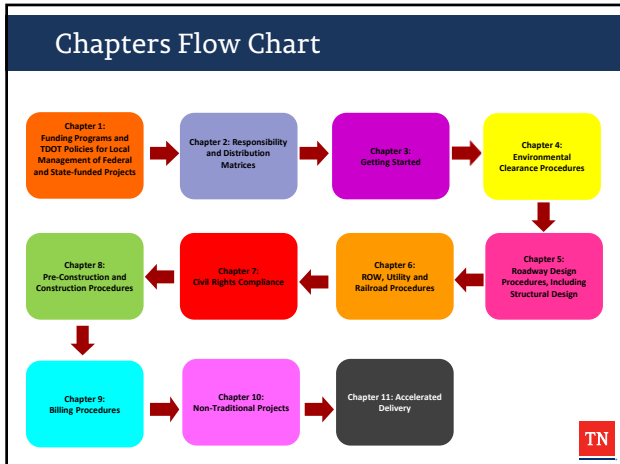 Chapters Flow Chart
Chapter 1:
Funding Programs and
TDOT Policies for Local
Management of Federal
and State-funded Projects
Chapter 2: Responsibility
and Distribution
Matrices
Chapter 3:
Getting Started
Chapter 4:
Environmental
Clearance Procedures
Chapter 5:
Roadway Design
Procedures, Including
Structural Design
Chapter 6:
ROW, Utility and
Railroad Procedures
Chapter 7:
Civil Rights Compliance
Chapter 8:
Pre-Construction and
Construction Procedures
Chapter 9:
Billing Procedures
Chapter 10:
Non-Traditional Projects
Chapter 11: Accelerated
Delivery
TN